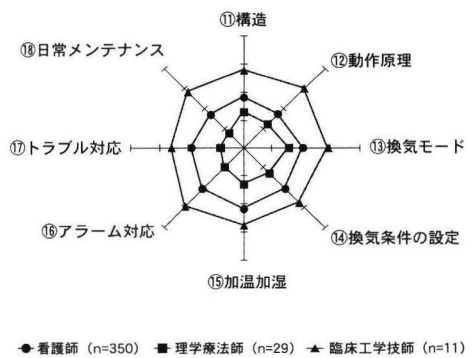 ⑪構造
⑱日常メンテナンス
⑫動作原理
⑰トラブル対応
⑬換気モード
⑯アラーム対応
⑭換気条件の設定
⑮加温加湿
看護師（n=350） 理学療法師（n=29） 臨床工学技師（n=11）